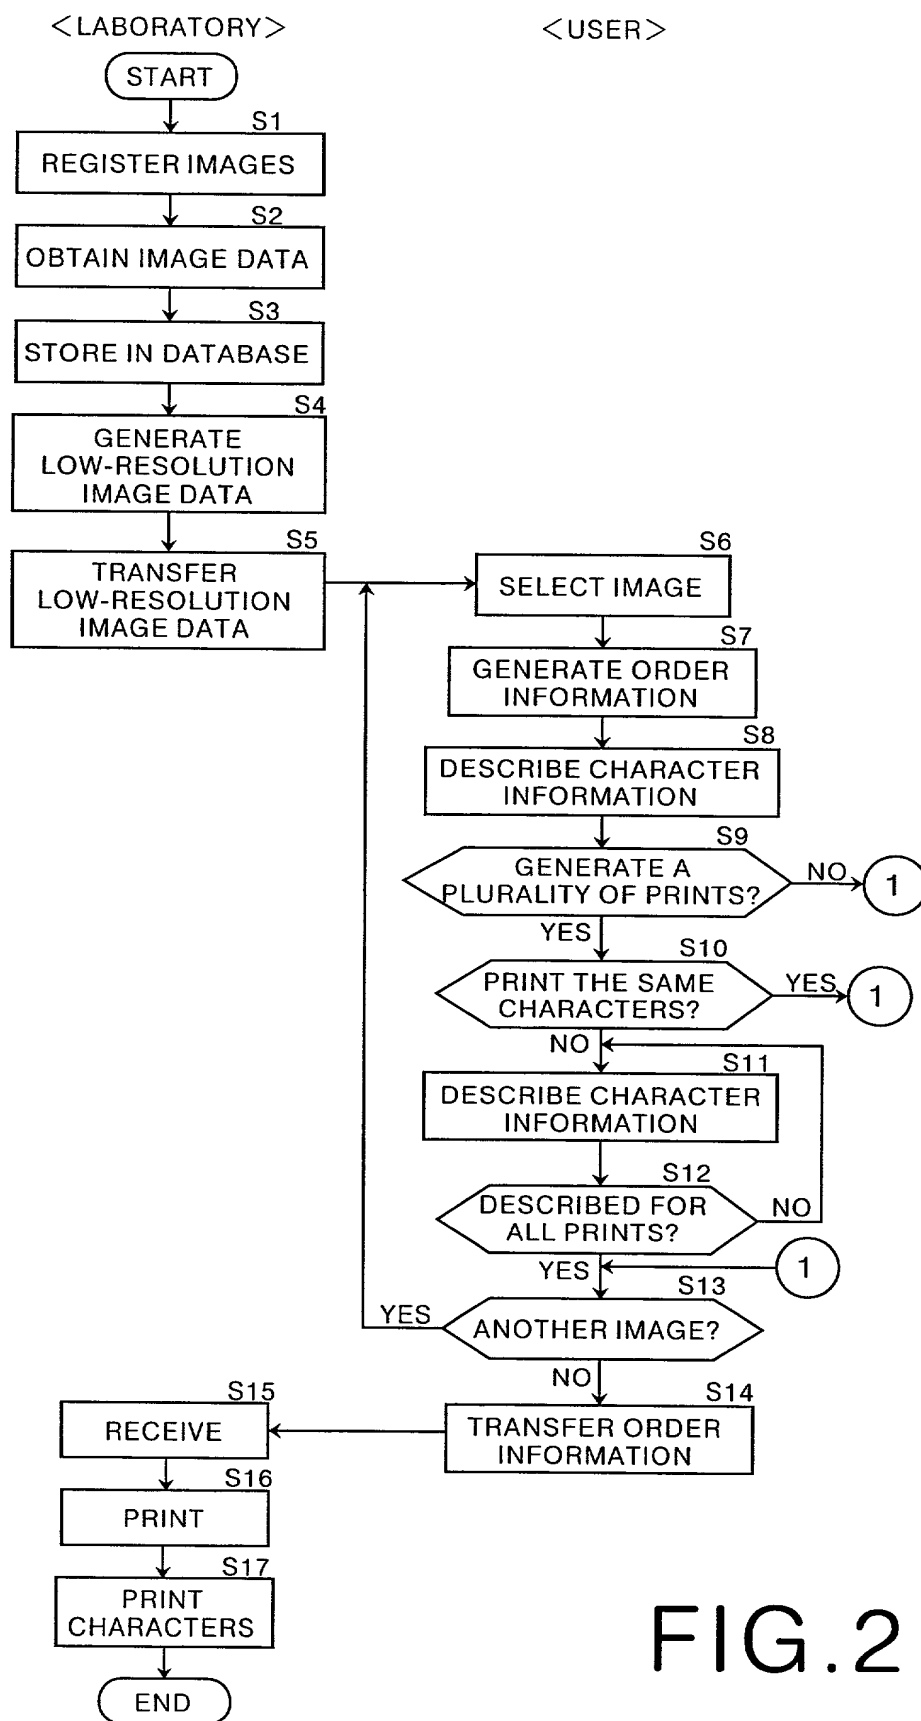 <LABORATORY>
<USER>
START
S1
REGISTER IMAGES
S2
OBTAIN IMAGE DATA
S3
STORE IN DATABASE
S4
GENERATE
LOW-RESOLUTION
IMAGE DATA
S5
TRANSFER
LOW-RESOLUTION
IMAGE DATA
S6
SELECT IMAGE
S7
GENERATE ORDER
INFORMATION
S8
DESCRIBE CHARACTER
INFORMATION
S9
GENERATE A
PLURALITY OF PRINTS?
NO
1
YES
S10
PRINT THE SAME
CHARACTERS?
YES
1
NO
S11
DESCRIBE CHARACTER
INFORMATION
S12
DESCRIBED FOR
ALL PRINTS?
NO
YES
1
S13
ANOTHER IMAGE?
YES
NO
S14
TRANSFER ORDER
INFORMATION
S15
RECEIVE
S16
PRINT
S17
PRINT
CHARACTERS
END
FIG.2